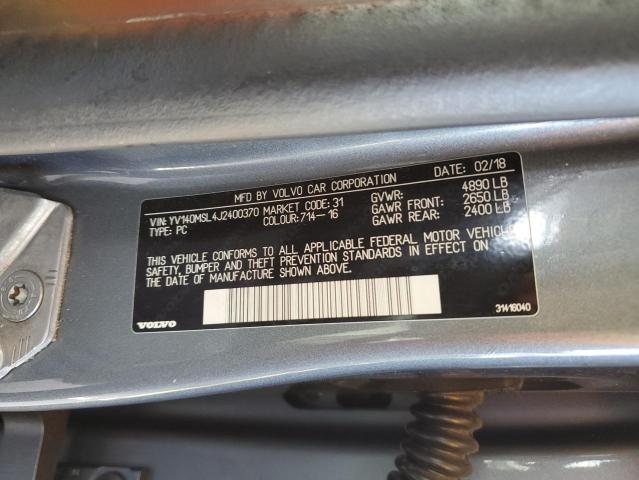 MFD BY VOLVO CAR CORPORATION DATE: 02/18
VIN: YV140MSL4J2400370 MARKET CODE: 31 GVWR: 4890 LB
TYPE: PC COLOUR: 714-16 GAWR FRONT: 2650 LB
GAWR REAR: 2400 LB
THIS VEHICLE CONFORMS TO ALL APPLICABLE FEDERAL MOTOR VEHICLE
SAFETY, BUMPER AND THEFT PREVENTION STANDARDS IN EFFECT ON
THE DATE OF MANUFACTURE SHOWN ABOVE.
VOLVO 31416040